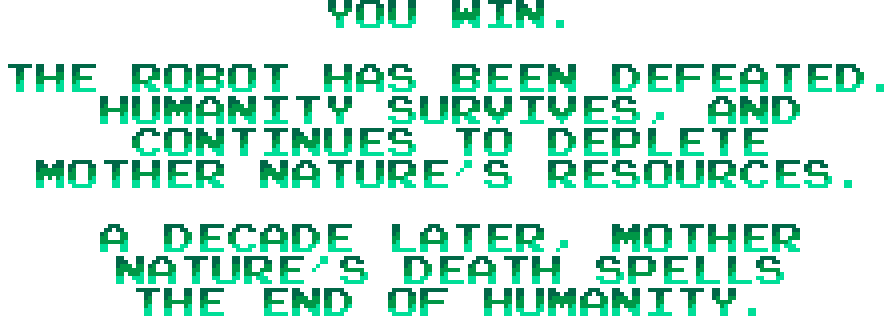 YOU WIN.
THE ROBOT HAS BEEN DEFEATED.
HUMANITY SURVIVES, AND
CONTINUES TO DEPLETE
MOTHER NATURE'S RESOURCES.
A DECADE LATER, MOTHER
NATURE'S DEATH SPELLS
THE END OF HUMANITY.